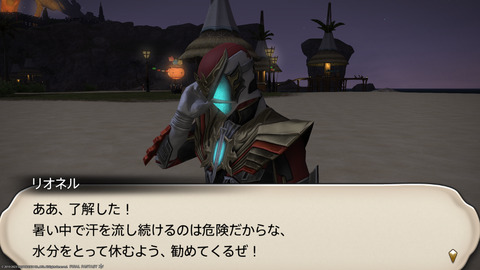 リオネル
ああ、了解した!
暑い中で汗を流し続けるのは危険だからな、
水分をとって休むよう、勧めてくるぜ!